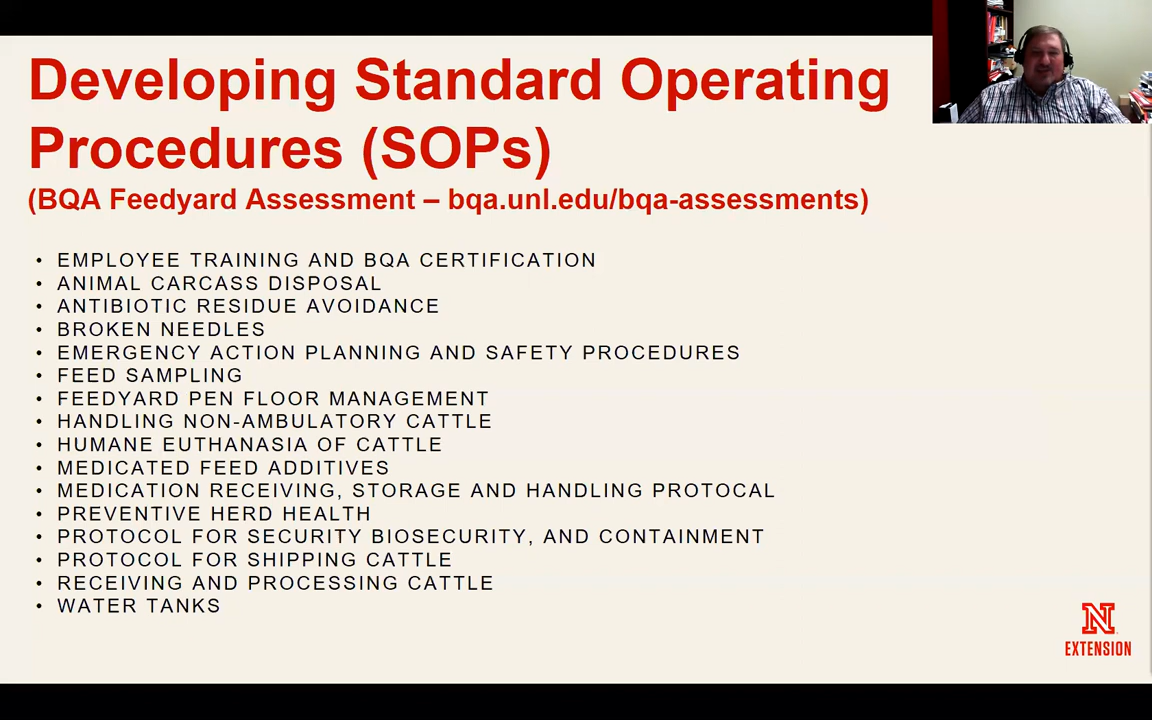 Developing Standard Operating
Procedures (SOPs)
(BQA Feedyard Assessment – bqa.unl.edu/bqa-assessments)
• EMPLOYEE TRAINING AND BQA CERTIFICATION
• ANIMAL CARCASS DISPOSAL
• ANTIBIOTIC RESIDUE AVOIDANCE
• BROKEN NEEDLES
• EMERGENCY ACTION PLANNING AND SAFETY PROCEDURES
• FEED SAMPLING
• FEEDYARD PEN FLOOR MANAGEMENT
• HANDLING NON-AMBULATORY CATTLE
• HUMANE EUTHANASIA OF CATTLE
• MEDICATED FEED ADDITIVES
• MEDICATION RECEIVING, STORAGE AND HANDLING PROTOCAL
• PREVENTIVE HERD HEALTH
• PROTOCOL FOR SECURITY BIOSECURITY, AND CONTAINMENT
• PROTOCOL FOR SHIPPING CATTLE
• RECEIVING AND PROCESSING CATTLE
• WATER TANKS
N
EXTENSION